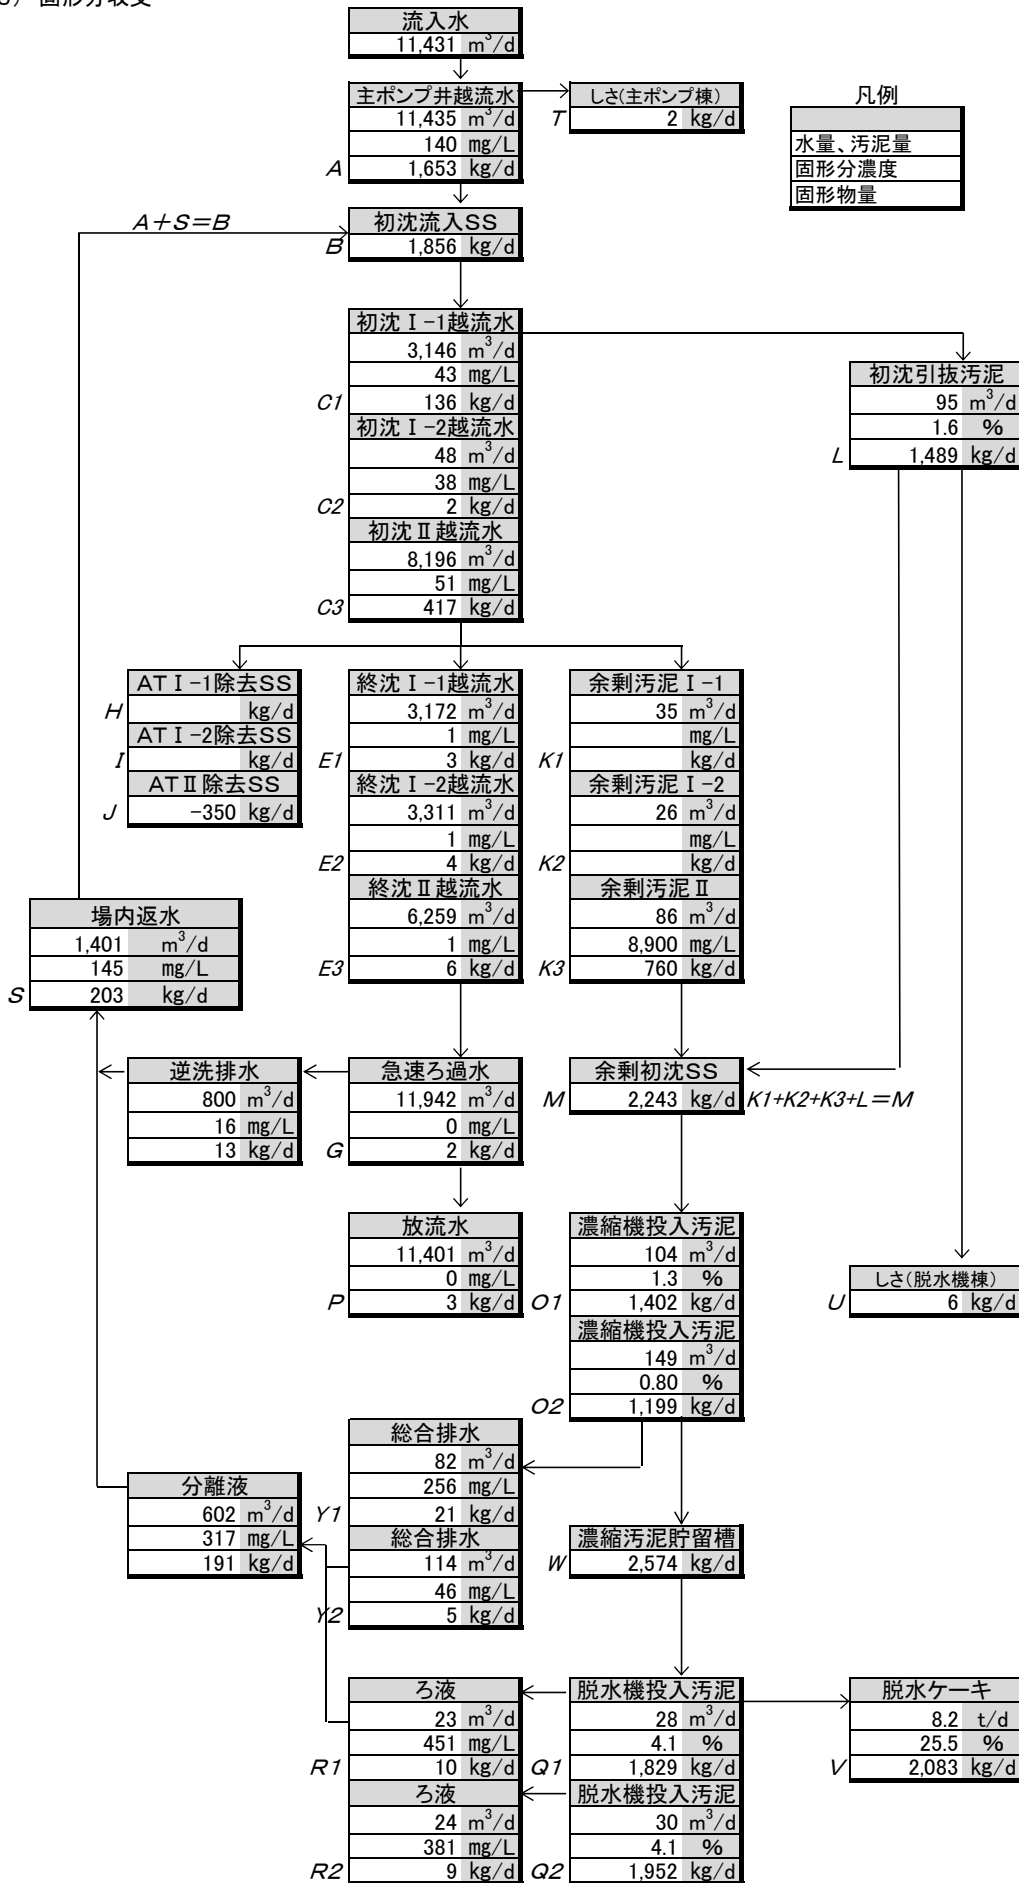 固形分収支
流入水
11,431 m³/d
主ポンプ井越流水
11,435 m³/d
140 mg/L
A 1,653 kg/d
しさ(主ポンプ棟)
T 2 kg/d
凡例
水量、汚泥量
固形分濃度
固形物量
A+S=B
初沈流入SS
B 1,856 kg/d
初沈Ⅰ-1越流水
3,146 m³/d
43 mg/L
C1 136 kg/d
初沈Ⅰ-2越流水
48 m³/d
38 mg/L
C2 2 kg/d
初沈Ⅱ越流水
8,196 m³/d
51 mg/L
C3 417 kg/d
初沈引抜汚泥
95 m³/d
1.6 %
L 1,489 kg/d
ATⅠ-1除去SS
H kg/d
ATⅠ-2除去SS
I kg/d
ATⅡ除去SS
J -350 kg/d
終沈Ⅰ-1越流水
3,172 m³/d
1 mg/L
E1 3 kg/d
終沈Ⅰ-2越流水
3,311 m³/d
1 mg/L
E2 4 kg/d
終沈Ⅱ越流水
6,259 m³/d
1 mg/L
E3 6 kg/d
余剰汚泥Ⅰ-1
35 m³/d
mg/L
K1 kg/d
余剰汚泥Ⅰ-2
26 m³/d
mg/L
K2 kg/d
余剰汚泥Ⅱ
86 m³/d
8,900 mg/L
K3 760 kg/d
場内返水
1,401 m³/d
145 mg/L
S 203 kg/d
逆洗排水
800 m³/d
16 mg/L
13 kg/d
急速ろ過水
11,942 m³/d
0 mg/L
G 2 kg/d
余剰初沈SS
M 2,243 kg/d K1+K2+K3+L=M
放流水
11,401 m³/d
0 mg/L
P 3 kg/d
濃縮機投入汚泥
104 m³/d
1.3 %
O1 1,402 kg/d
濃縮機投入汚泥
149 m³/d
0.80 %
O2 1,199 kg/d
しさ(脱水機棟)
U 6 kg/d
総合排水
82 m³/d
256 mg/L
Y1 21 kg/d
総合排水
114 m³/d
46 mg/L
Y2 5 kg/d
分離液
602 m³/d
317 mg/L
191 kg/d
濃縮汚泥貯留槽
W 2,574 kg/d
ろ液
23 m³/d
451 mg/L
R1 10 kg/d
ろ液
24 m³/d
381 mg/L
R2 9 kg/d
脱水機投入汚泥
28 m³/d
4.1 %
Q1 1,829 kg/d
脱水機投入汚泥
30 m³/d
4.1 %
Q2 1,952 kg/d
脱水ケーキ
8.2 t/d
25.5 %
V 2,083 kg/d